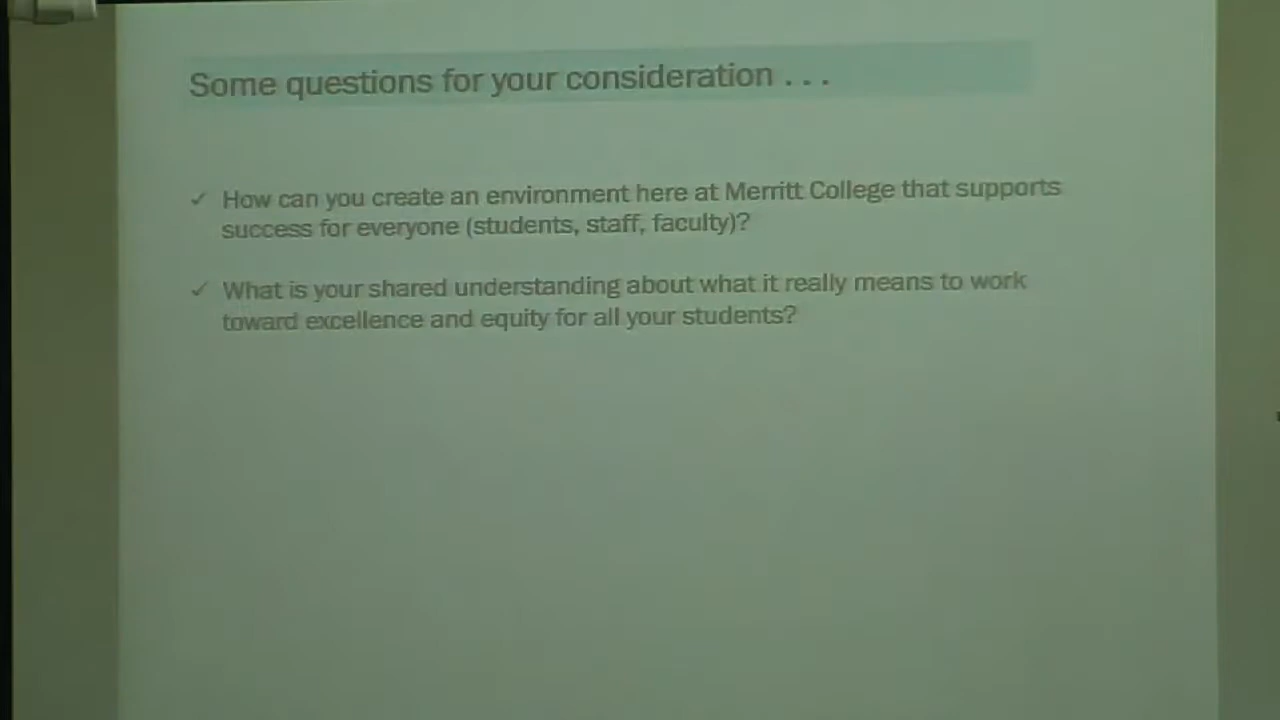 Some questions for your consideration . . .
✓ How can you create an environment here at Merritt College that supports
success for everyone (students, staff, faculty)?
✓ What is your shared understanding about what it really means to work
toward excellence and equity for all your students?